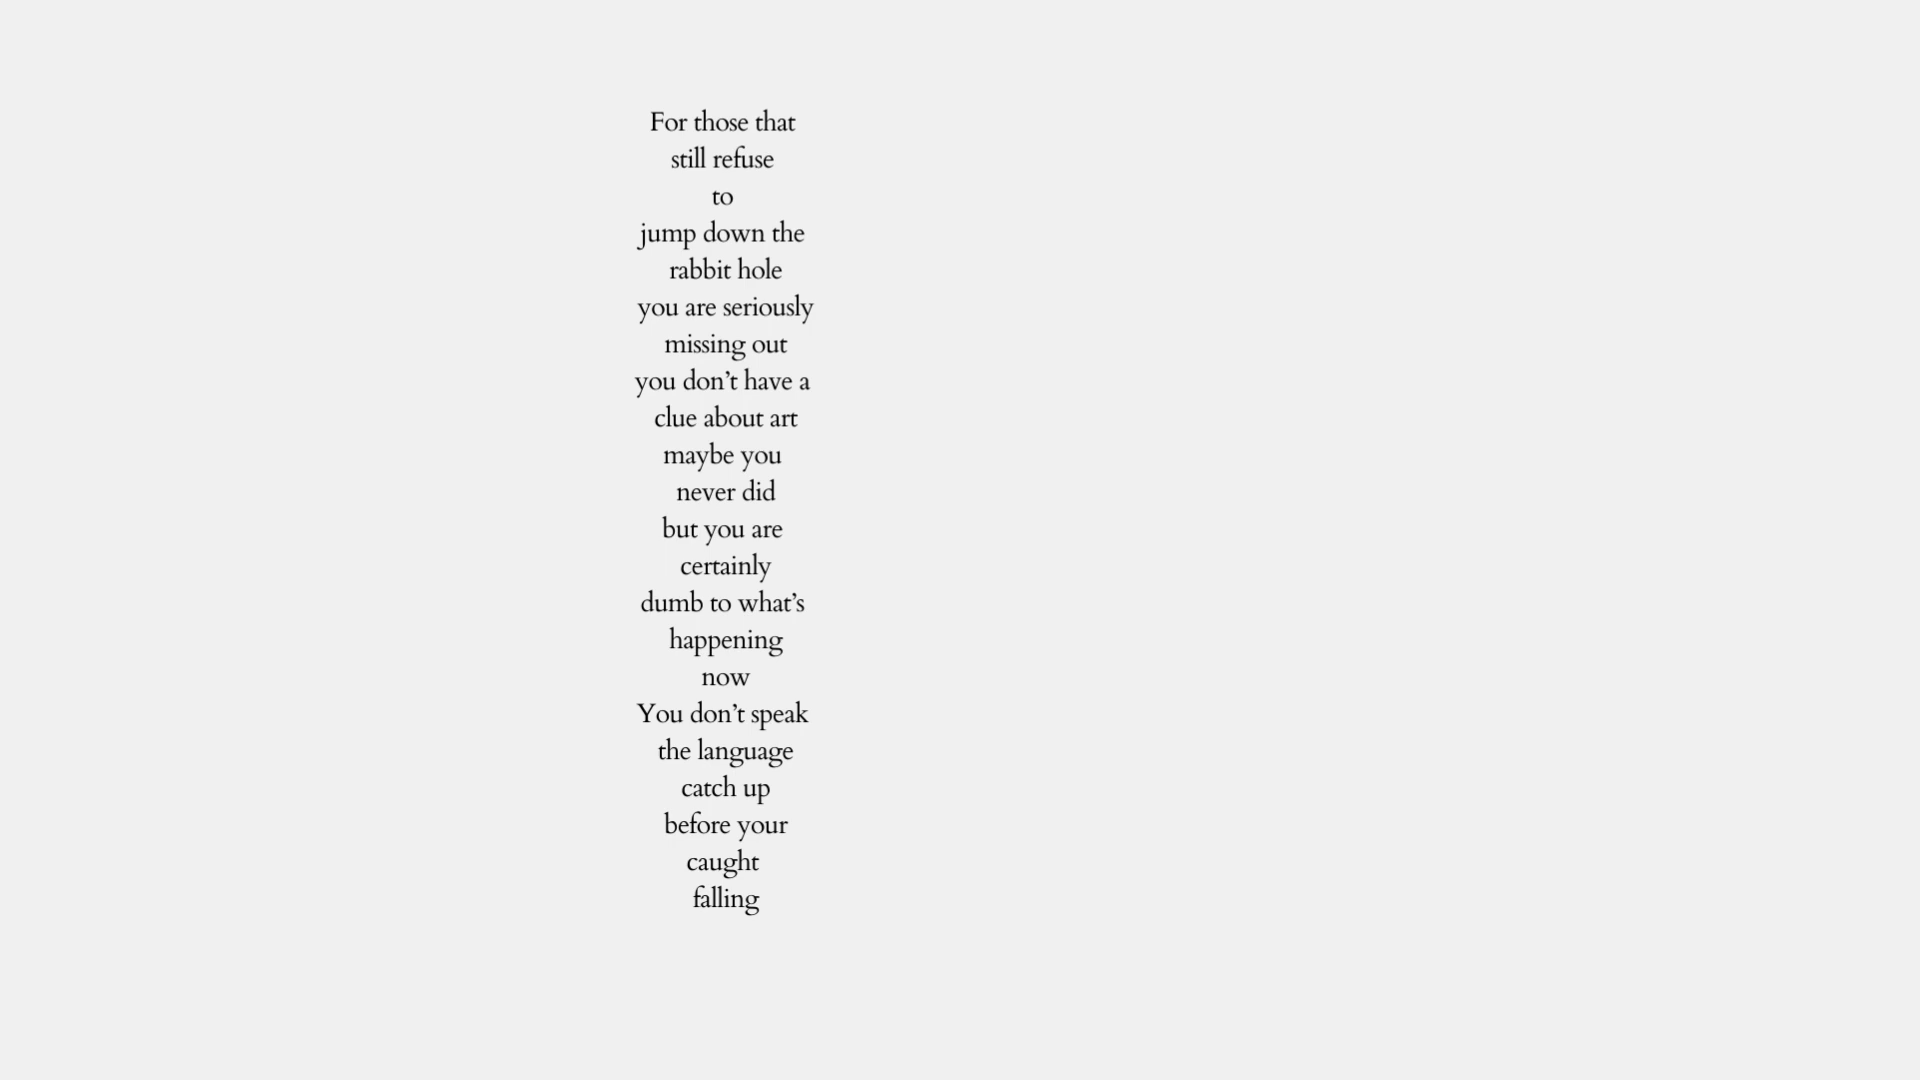 For those that
still refuse
to
jump down the
rabbit hole
you are seriously
missing out
you don’t have a
clue about art
maybe you
never did
but you are
certainly
dumb to what’s
happening
now
You don’t speak
the language
catch up
before your
caught
falling